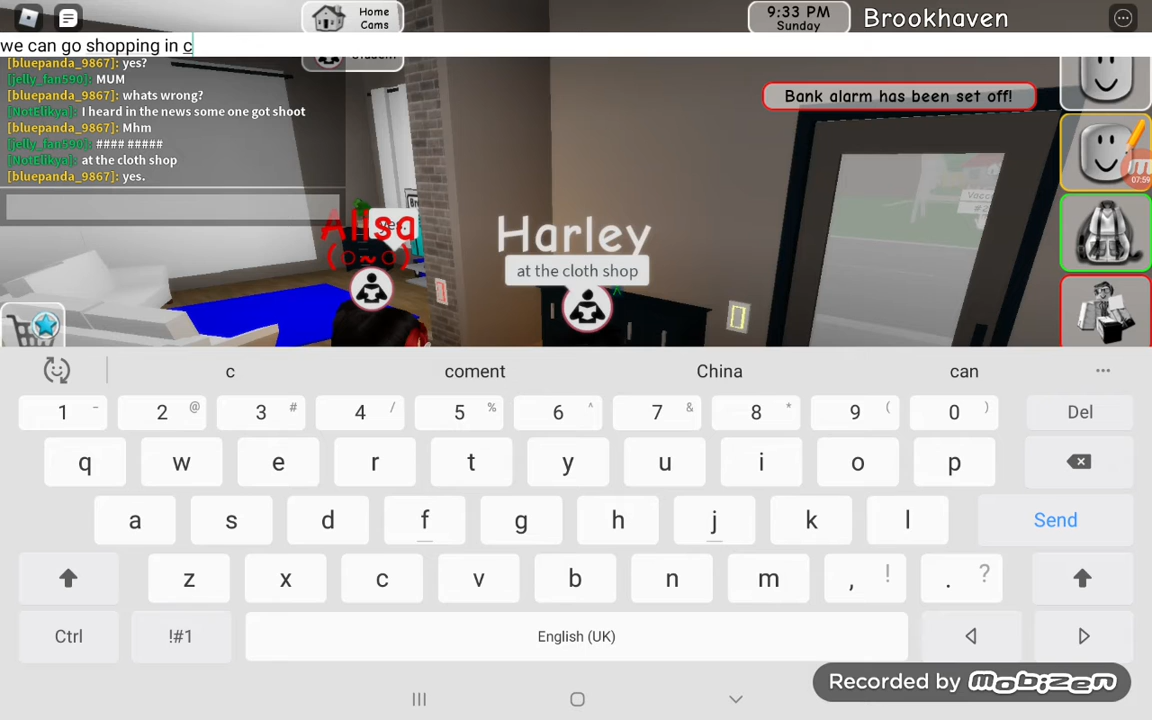 Home
Cams
9:33 PM
Sunday
Brookhaven
we can go shopping in c
[bluepanda_9867]: yes?
[jelly_fan590]: MUM
[bluepanda_9867]: whats wrong?
[NotElikya]: I heard in the news some one got shoot
[bluepanda_9867]: Mhm
[jelly_fan590]: #### #####
[NotElikya]: at the cloth shop
[bluepanda_9867]: yes.
Bank alarm has been set off!
07:59
Alisa
(○≈○)
Harley
at the cloth shop
c coment China can ...
1 - 2 @ 3 # 4 / 5 % 6 ^ 7 & 8 * 9 ( 0 ) Del
q w e r t y u i o p
a s d f g h j k l Send
z x c v b n m , ! . ?
Ctrl !#1 English (UK)
Recorded by mobizen